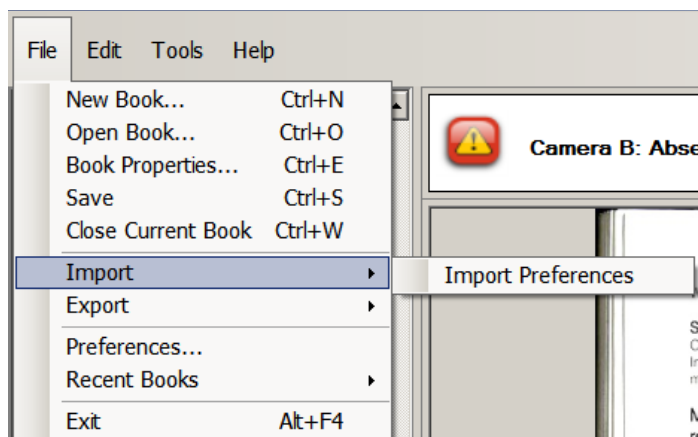 File Edit Tools Help
New Book... Ctrl+N
Open Book... Ctrl+O
Book Properties... Ctrl+E
Save Ctrl+S
Close Current Book Ctrl+W
Import
Import Preferences
Export
Preferences...
Recent Books
Exit Alt+F4
Camera B: Abse